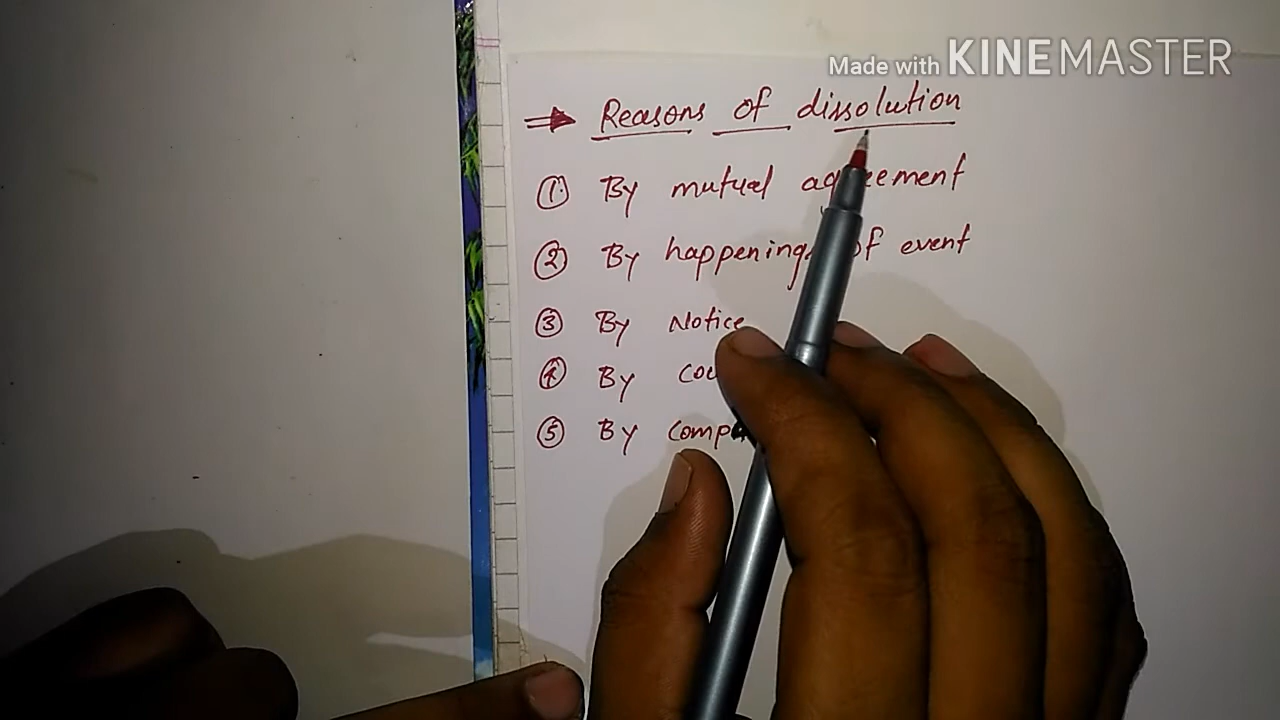 Made with KINEMASTER
⇒ Reasons of dissolution
① By mutual agreement
② By happening of event
③ By Notice
④ By
⑤ By